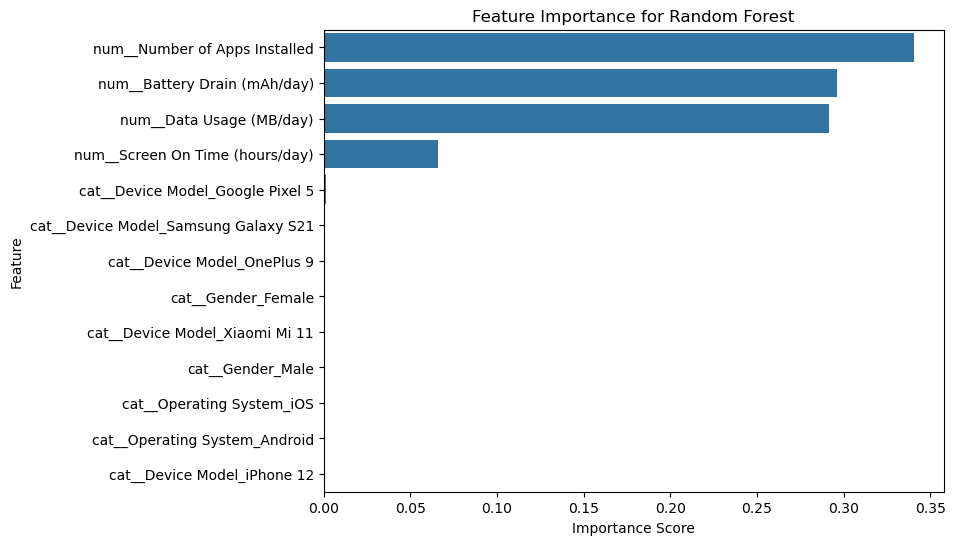 Feature Importance for Random Forest
num__Number of Apps Installed
num__Battery Drain (mAh/day)
num__Data Usage (MB/day)
num__Screen On Time (hours/day)
cat__Device Model_Google Pixel 5
cat__Device Model_Samsung Galaxy S21
cat__Device Model_OnePlus 9
cat__Gender_Female
cat__Device Model_Xiaomi Mi 11
cat__Gender_Male
cat__Operating System_iOS
cat__Operating System_Android
cat__Device Model_iPhone 12
Feature
0.00 0.05 0.10 0.15 0.20 0.25 0.30 0.35
Importance Score